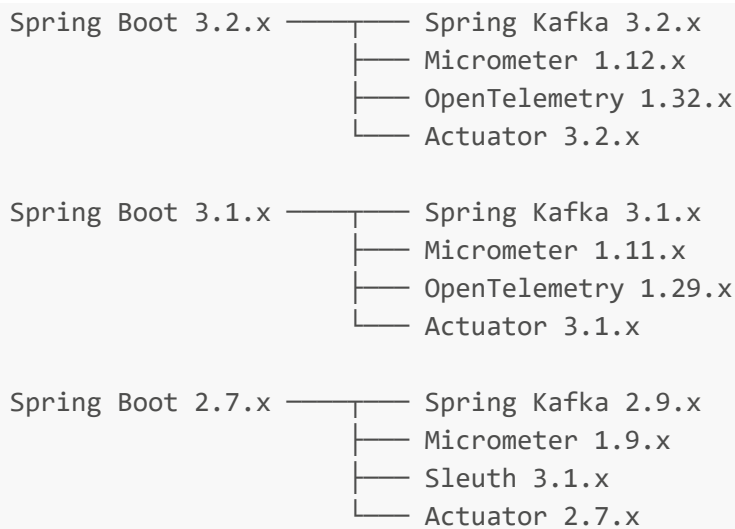 Spring Boot 3.2.x ────┬─── Spring Kafka 3.2.x
                      ├─── Micrometer 1.12.x
                      ├─── OpenTelemetry 1.32.x
                      └─── Actuator 3.2.x

Spring Boot 3.1.x ────┬─── Spring Kafka 3.1.x
                      ├─── Micrometer 1.11.x
                      ├─── OpenTelemetry 1.29.x
                      └─── Actuator 3.1.x

Spring Boot 2.7.x ────┬─── Spring Kafka 2.9.x
                      ├─── Micrometer 1.9.x
                      ├─── Sleuth 3.1.x
                      └─── Actuator 2.7.x